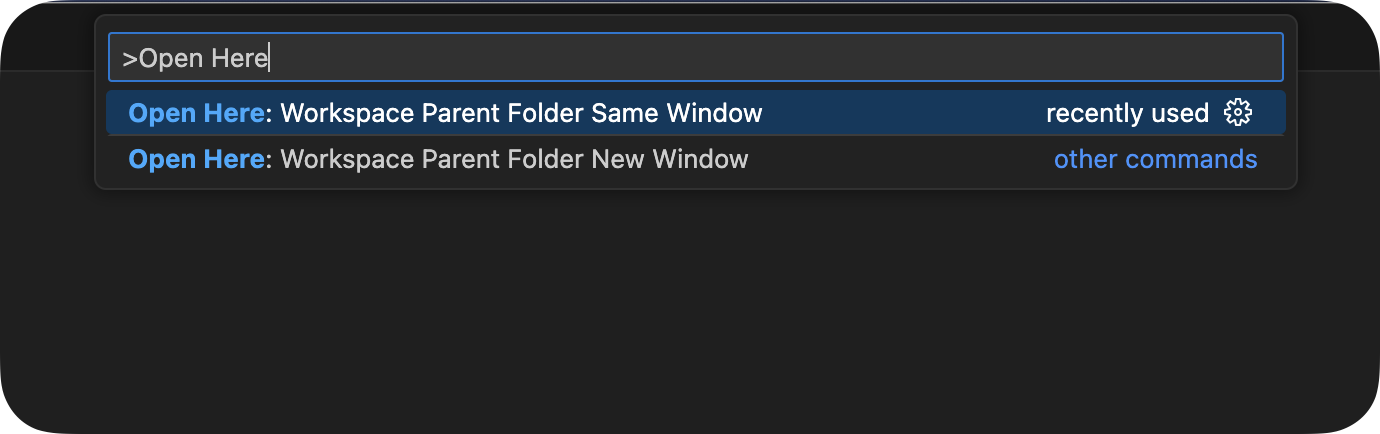 >Open Here
Open Here: Workspace Parent Folder Same Window recently used
Open Here: Workspace Parent Folder New Window other commands